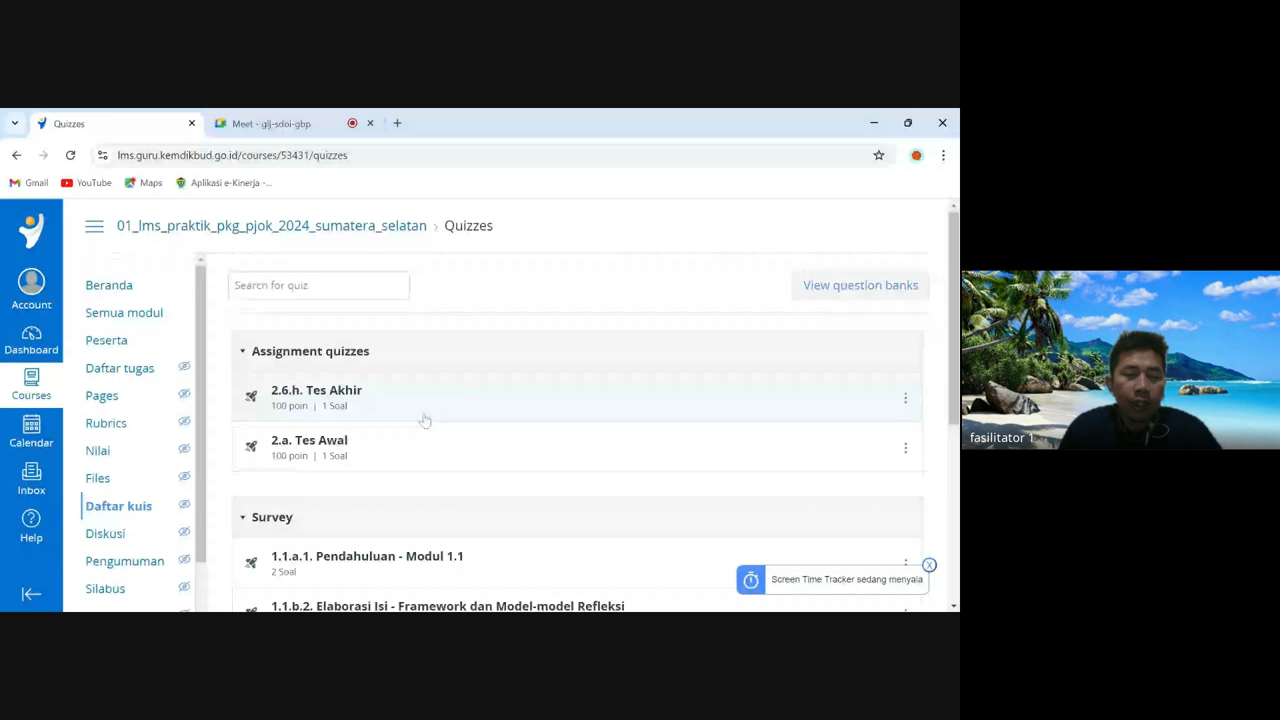 Quizzes
Meet - glj-sdoi-gbp
lms.guru.kemdikbud.go.id/courses/53431/quizzes
Gmail
YouTube
Maps
Aplikasi e-Kinerja -...
01_lms_praktik_pkg_pjok_2024_sumatera_selatan › Quizzes
Account
Dashboard
Courses
Calendar
Inbox
Help
Beranda
Semua modul
Peserta
Daftar tugas
Pages
Rubrics
Nilai
Files
Daftar kuis
Diskusi
Pengumuman
Silabus
Search for quiz
View question banks
Assignment quizzes
2.6.h. Tes Akhir
100 poin | 1 Soal
2.a. Tes Awal
100 poin | 1 Soal
Survey
1.1.a.1. Pendahuluan - Modul 1.1
2 Soal
1.1.b.2. Elaborasi Isi - Framework dan Model-model Refleksi
Screen Time Tracker sedang menyala
X
fasilitator 1